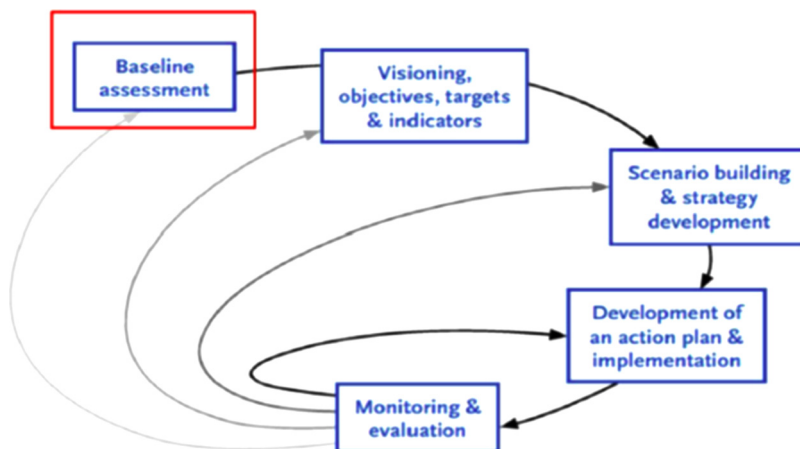 Baseline
assessment
Visioning,
objectives, targets
& indicators
Scenario building
& strategy
development
Development of
an action plan &
implementation
Monitoring &
evaluation